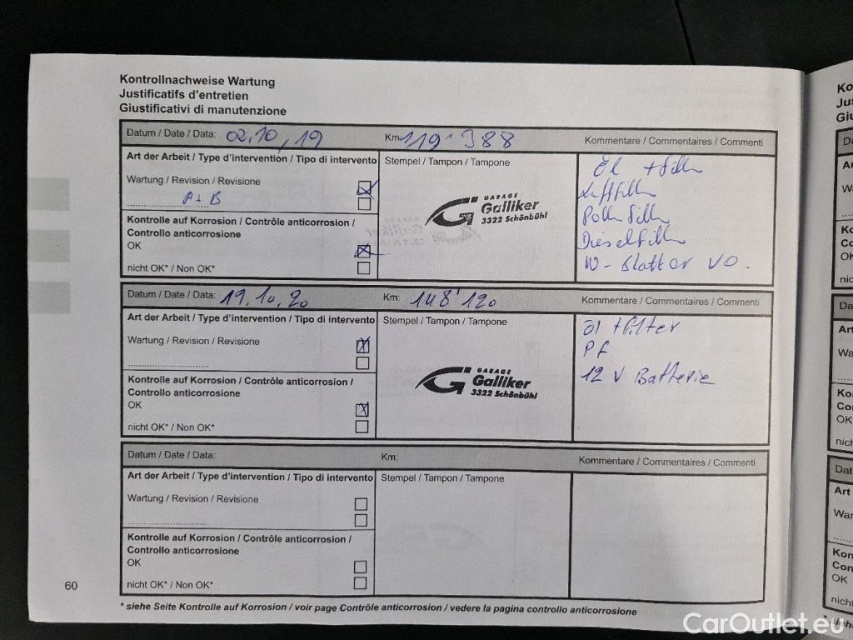 Kontrollnachweise Wartung
Justificatifs d'entretien
Giustificativi di manutenzione
Datum / Date / Data: 02.10.19 Km: 119'388 Kommentare / Commentaires / Commenti
Art der Arbeit / Type d'intervention / Tipo di intervento Stempel / Tampon / Tampone
Wartung / Revision / Revisione
Öl + Filter
Luftfilter
Pollenfilter
Dieselfilter
W-Blätter VO.
GARAGE
Galliker
3322 Schönbühl
Kontrolle auf Korrosion / Contrôle anticorrosion /
Controllo anticorrosione
OK
nicht OK* / Non OK*
Datum / Date / Data: 19.10.20 Km: 148'120 Kommentare / Commentaires / Commenti
Art der Arbeit / Type d'intervention / Tipo di intervento Stempel / Tampon / Tampone
Wartung / Revision / Revisione
Öl + Filter
PF
12 V Batterie
GARAGE
Galliker
3322 Schönbühl
Kontrolle auf Korrosion / Contrôle anticorrosion /
Controllo anticorrosione
OK
nicht OK* / Non OK*
Datum / Date / Data: Km: Kommentare / Commentaires / Commenti
Art der Arbeit / Type d'intervention / Tipo di intervento Stempel / Tampon / Tampone
Wartung / Revision / Revisione
Kontrolle auf Korrosion / Contrôle anticorrosion /
Controllo anticorrosione
OK
nicht OK* / Non OK*
60
* siehe Seite Kontrolle auf Korrosion / voir page Contrôle anticorrosion / vedere la pagina controllo anticorrosione
CarOutlet.eu